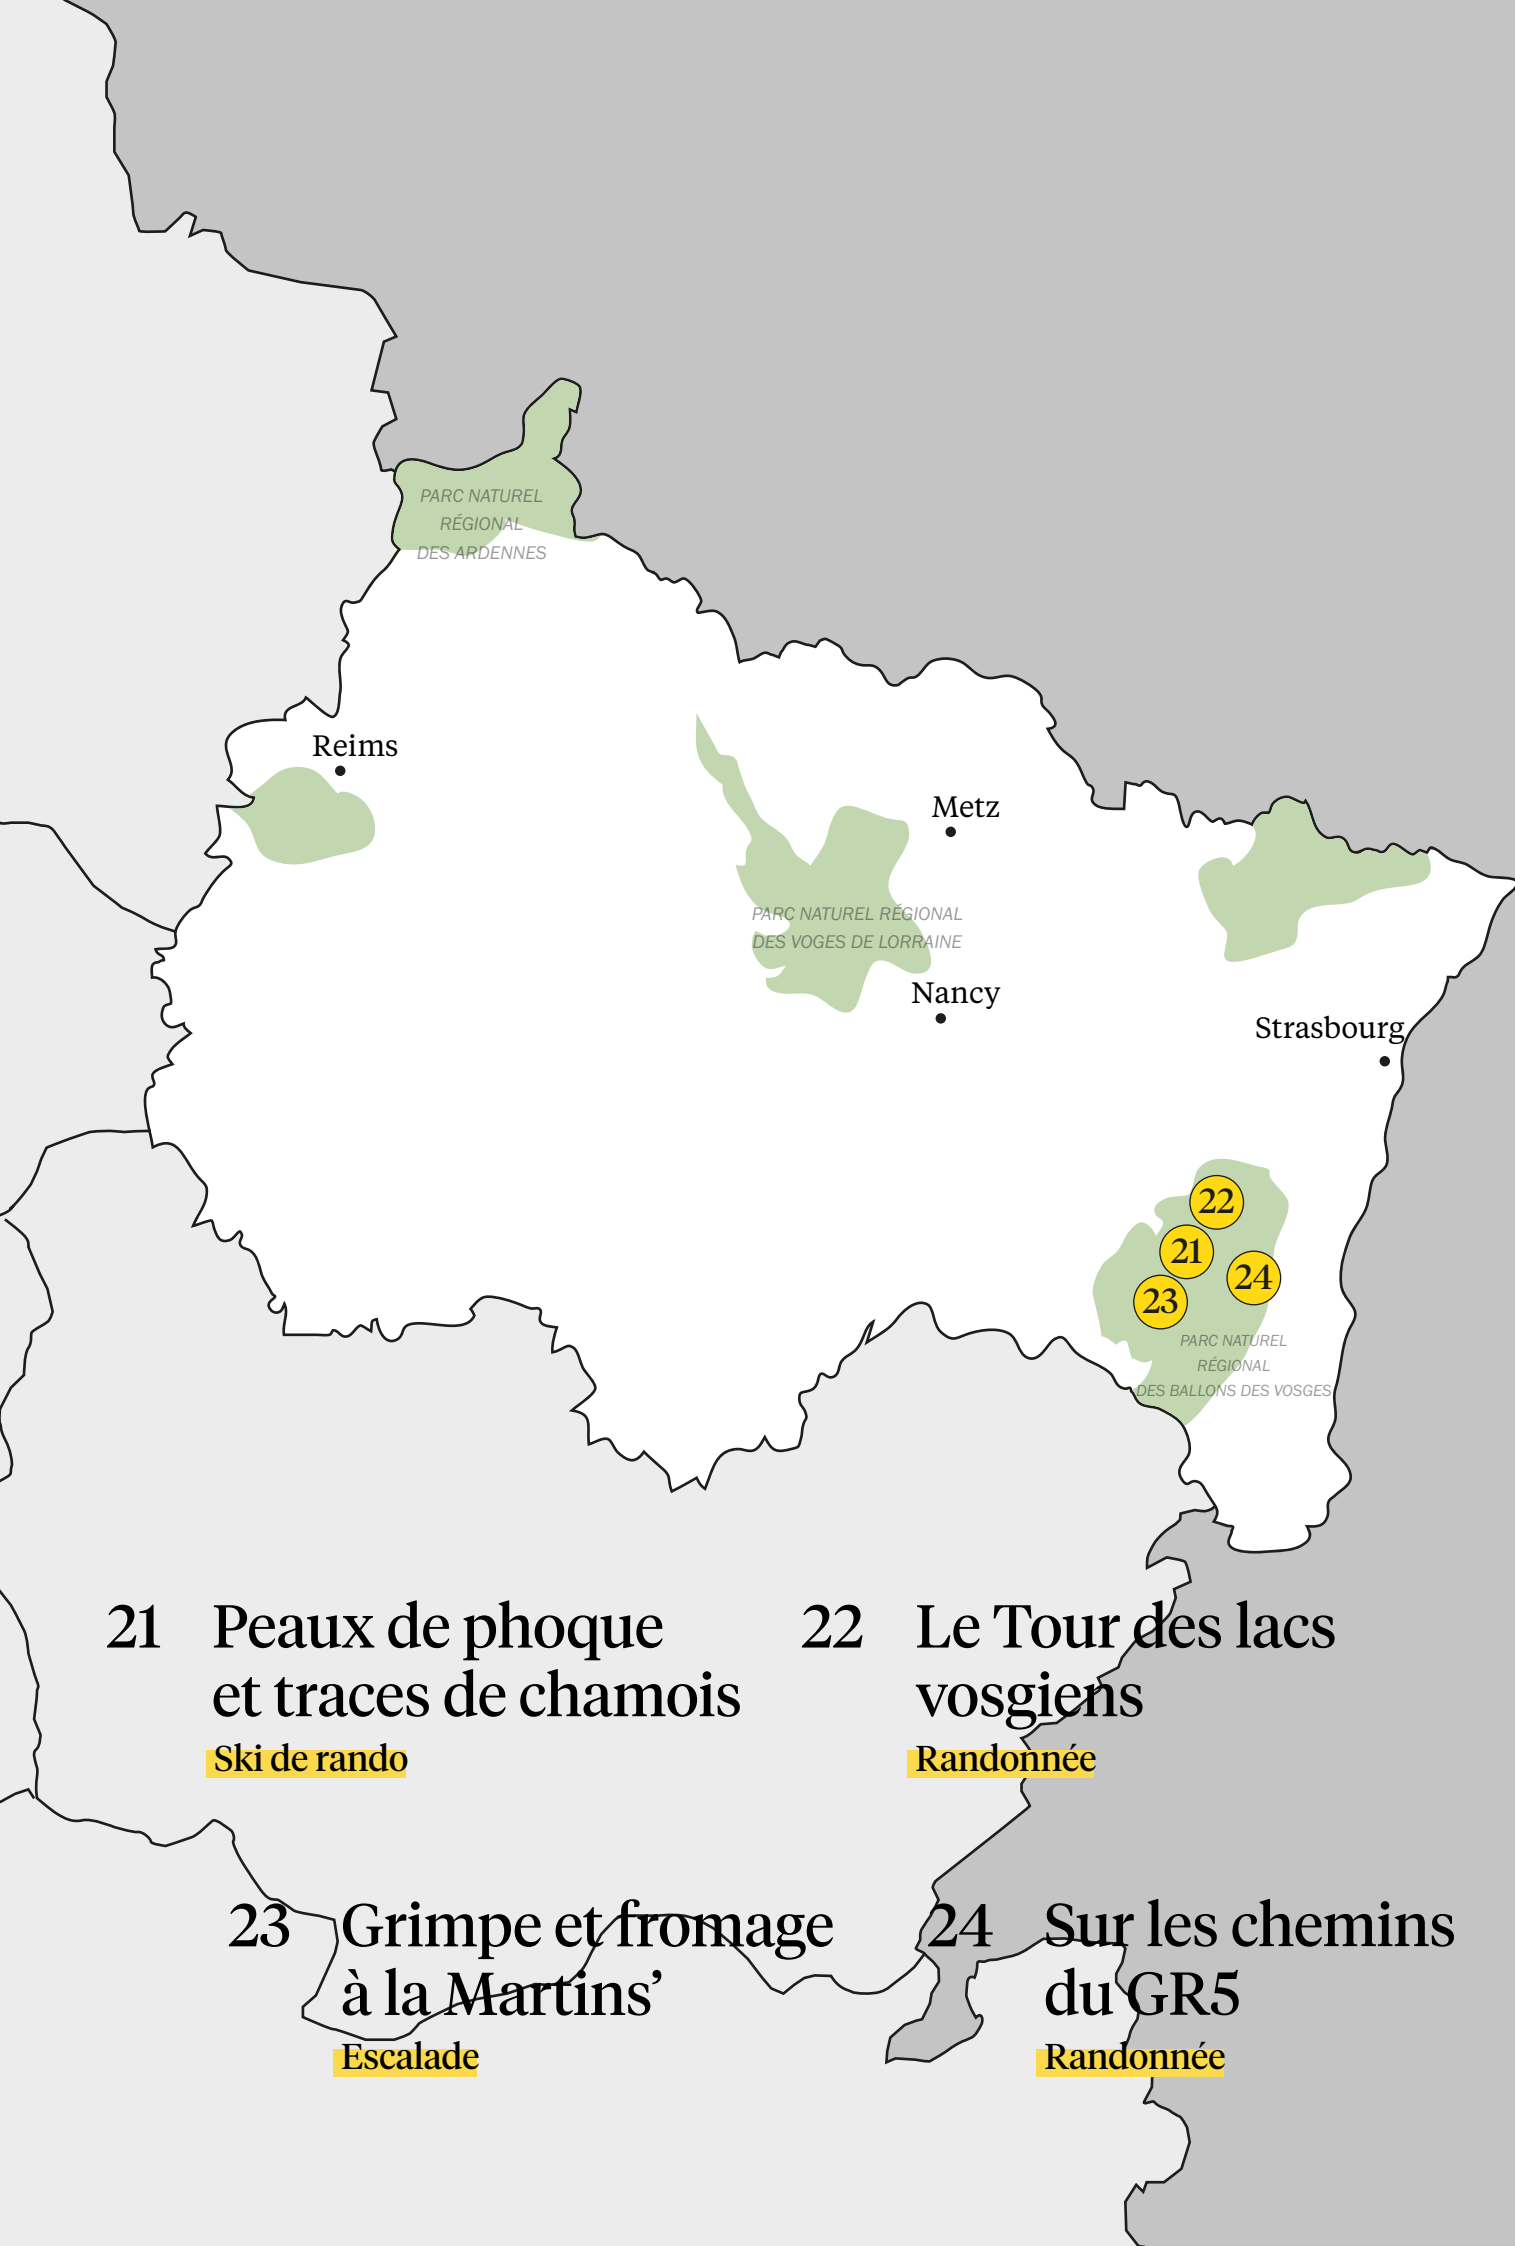 PARC NATUREL
RÉGIONAL
DES ARDENNES
Reims
Metz
PARC NATUREL RÉGIONAL
DES VOGES DE LORRAINE
Nancy
Strasbourg
22
21
24
23
PARC NATUREL
RÉGIONAL
DES BALLONS DES VOSGES
21 Peaux de phoque
et traces de chamois
Ski de rando
22 Le Tour des lacs
vosgiens
Randonnée
23 Grimpe et fromage
à la Martins’
Escalade
24 Sur les chemins
du GR5
Randonnée